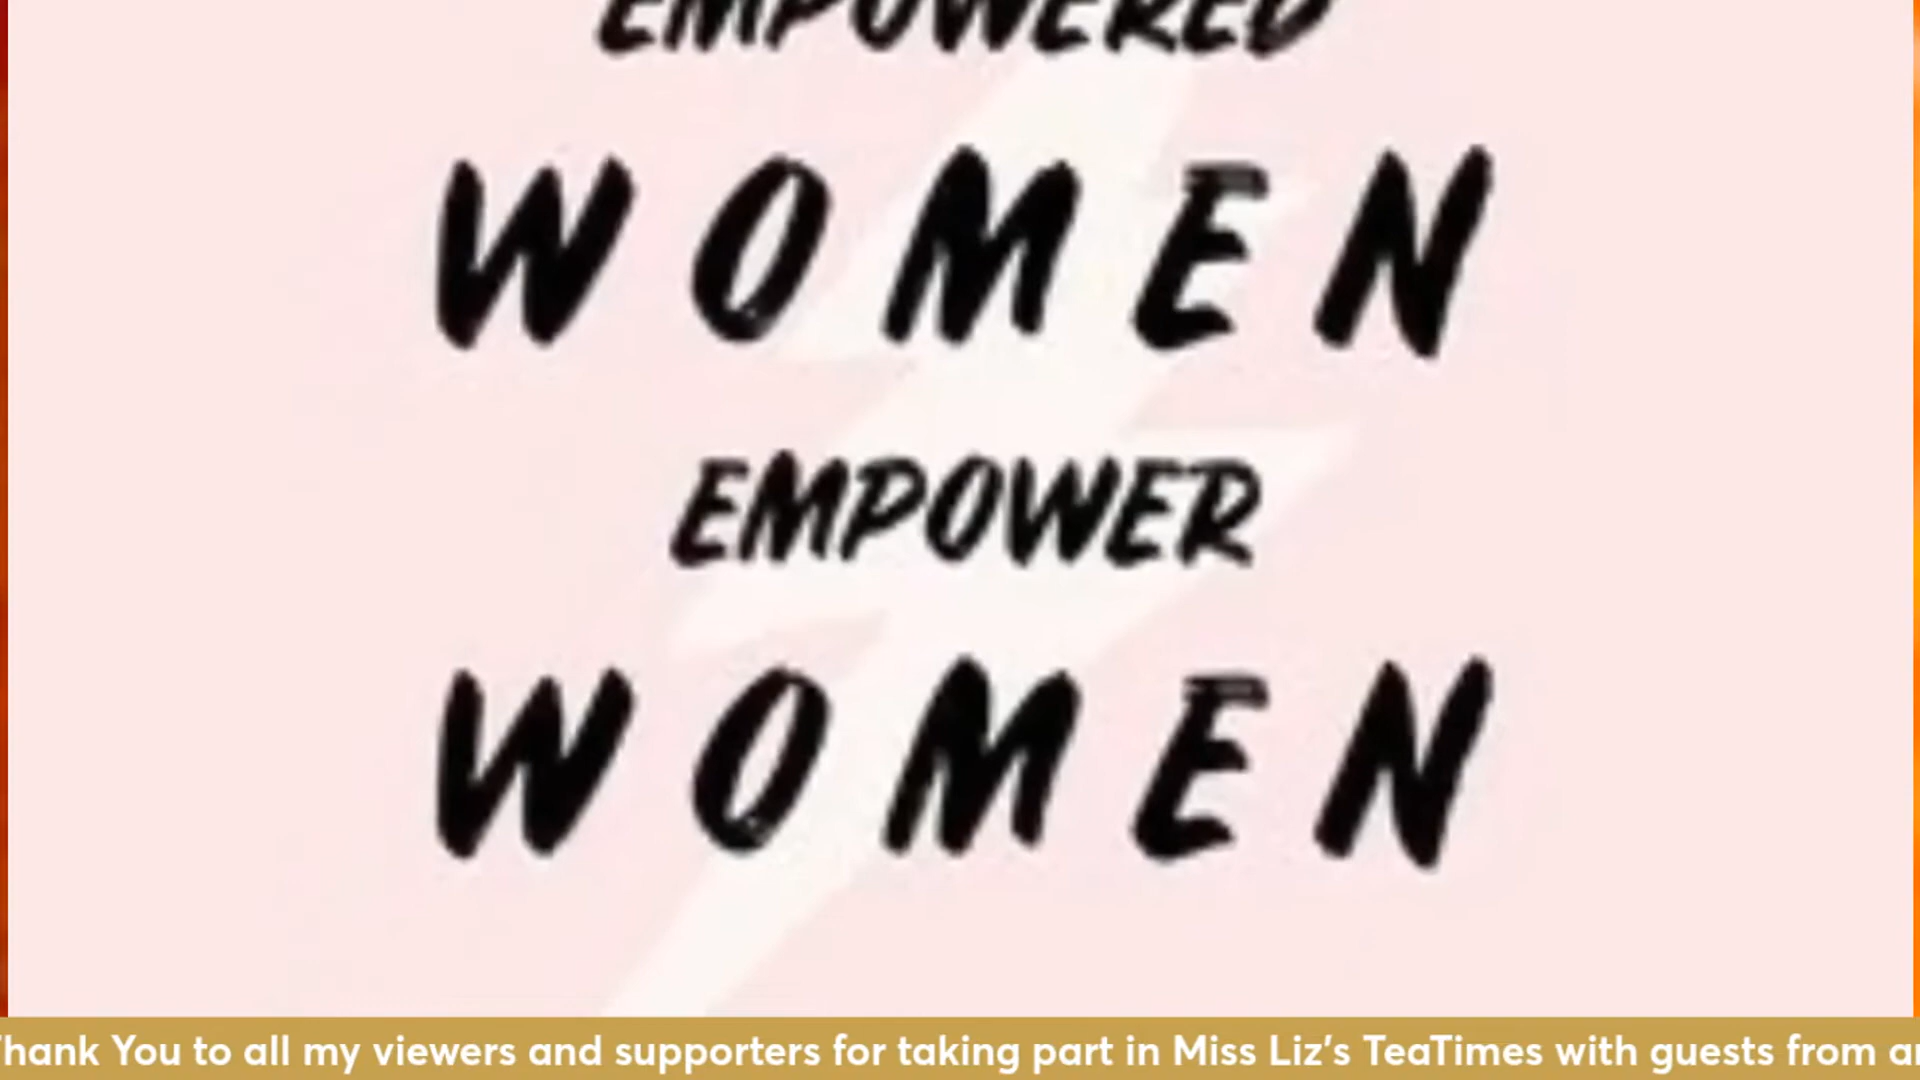 EMPOWERED
WOMEN
EMPOWER
WOMEN
Thank You to all my viewers and supporters for taking part in Miss Liz's TeaTimes with guests from